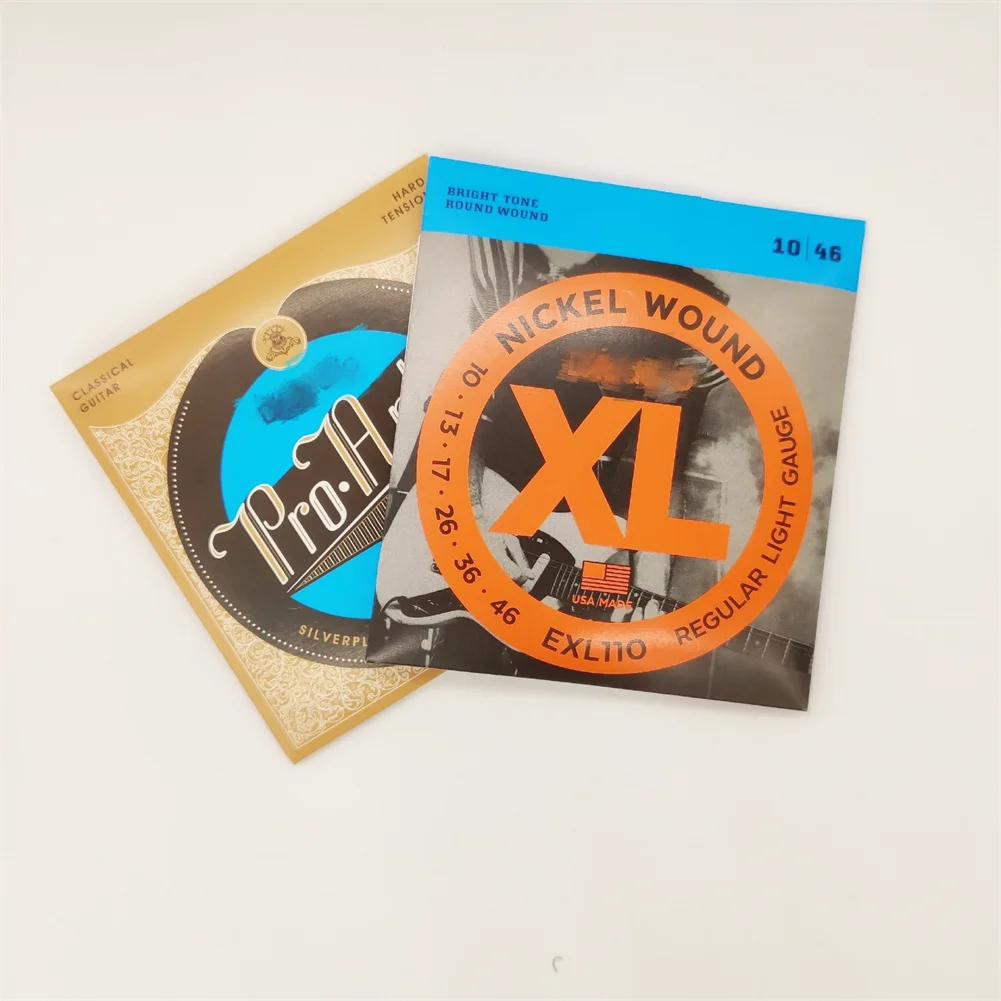 HARD
TENSION
CLASSICAL
GUITAR
Pro·Ar
SILVERPL
BRIGHT TONE
ROUND WOUND
10|46
NICKEL WOUND
XL
10·13·17·26·36·46
USA MADE
EXL110
REGULAR LIGHT GAUGE